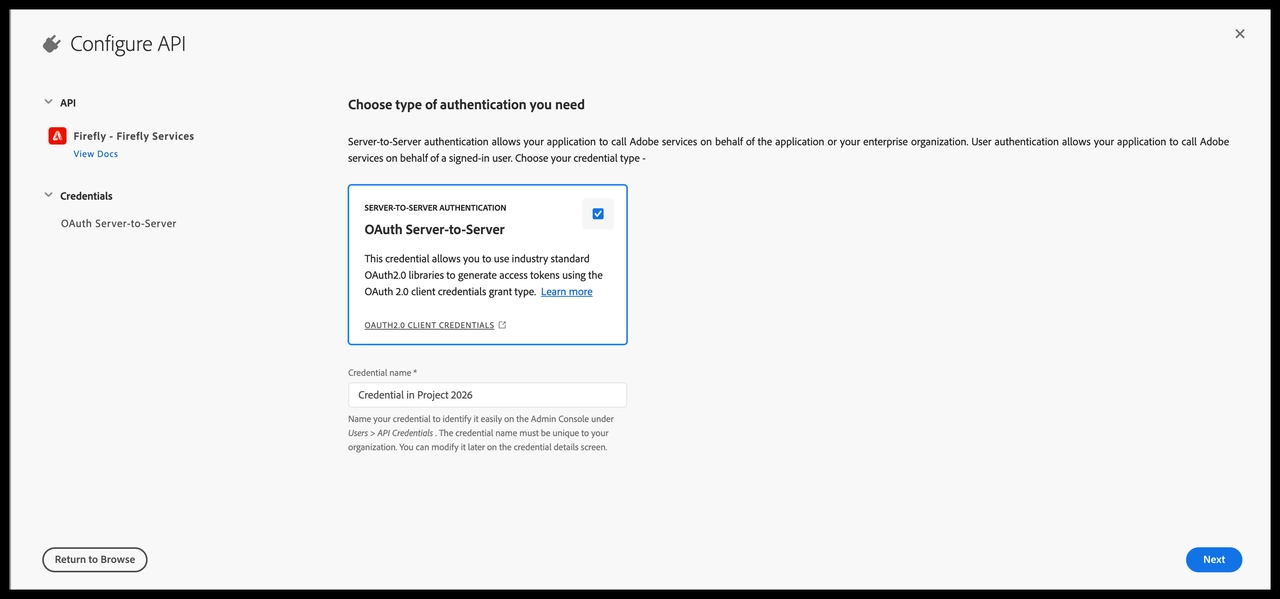 Configure API
API
Firefly - Firefly Services
View Docs
Credentials
OAuth Server-to-Server
Choose type of authentication you need
Server-to-Server authentication allows your application to call Adobe services on behalf of the application or your enterprise organization. User authentication allows your application to call Adobe
services on behalf of a signed-in user. Choose your credential type -
SERVER-TO-SERVER AUTHENTICATION
OAuth Server-to-Server
This credential allows you to use industry standard
OAuth2.0 libraries to generate access tokens using the
OAuth 2.0 client credentials grant type. Learn more
OAUTH2.0 CLIENT CREDENTIALS
Credential name *
Credential in Project 2026
Name your credential to identify it easily on the Admin Console under
Users > API Credentials . The credential name must be unique to your
organization. You can modify it later on the credential details screen.
Return to Browse
Next